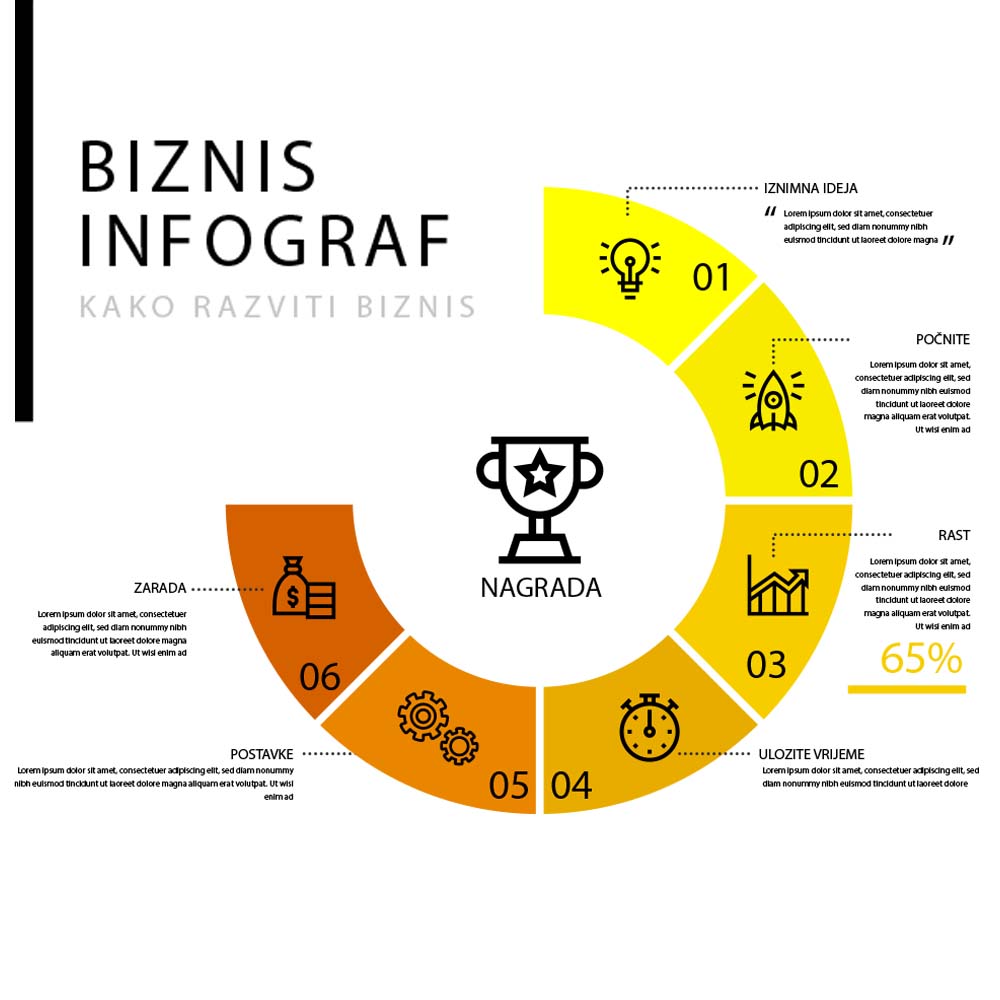 BIZNIS
INFOGRAF
KAKO RAZVITI BIZNIS
IZNIMNA IDEJA
“ Lorem ipsum dolor sit amet, consectetuer
adipiscing elit, sed diam nonummy nibh
euismod tincidunt ut laoreet dolore magna ”
01
POČNITE
Lorem ipsum dolor sit amet,
consectetuer adipiscing elit, sed
diam nonummy nibh euismod
tincidunt ut laoreet dolore
magna aliquam erat volutpat.
Ut wisi enim ad
02
RAST
Lorem ipsum dolor sit amet,
consectetuer adipiscing elit, sed
diam nonummy nibh euismod
tincidunt ut laoreet dolore
magna aliquam erat volutpat.
Ut wisi enim ad
65%
03
NAGRADA
ULOZITE VRIJEME
Lorem ipsum dolor sit amet, consectetuer adipiscing elit, sed
diam nonummy nibh euismod tincidunt ut laoreet dolore
04
POSTAVKE
Lorem ipsum dolor sit amet, consectetuer adipiscing elit, sed diam nonummy
nibh euismod tincidunt ut laoreet dolore magna aliquam erat volutpat. Ut wisi
enim ad
05
ZARADA
Lorem ipsum dolor sit amet, consectetuer
adipiscing elit, sed diam nonummy nibh
euismod tincidunt ut laoreet dolore magna
aliquam erat volutpat. Ut wisi enim ad
06
$